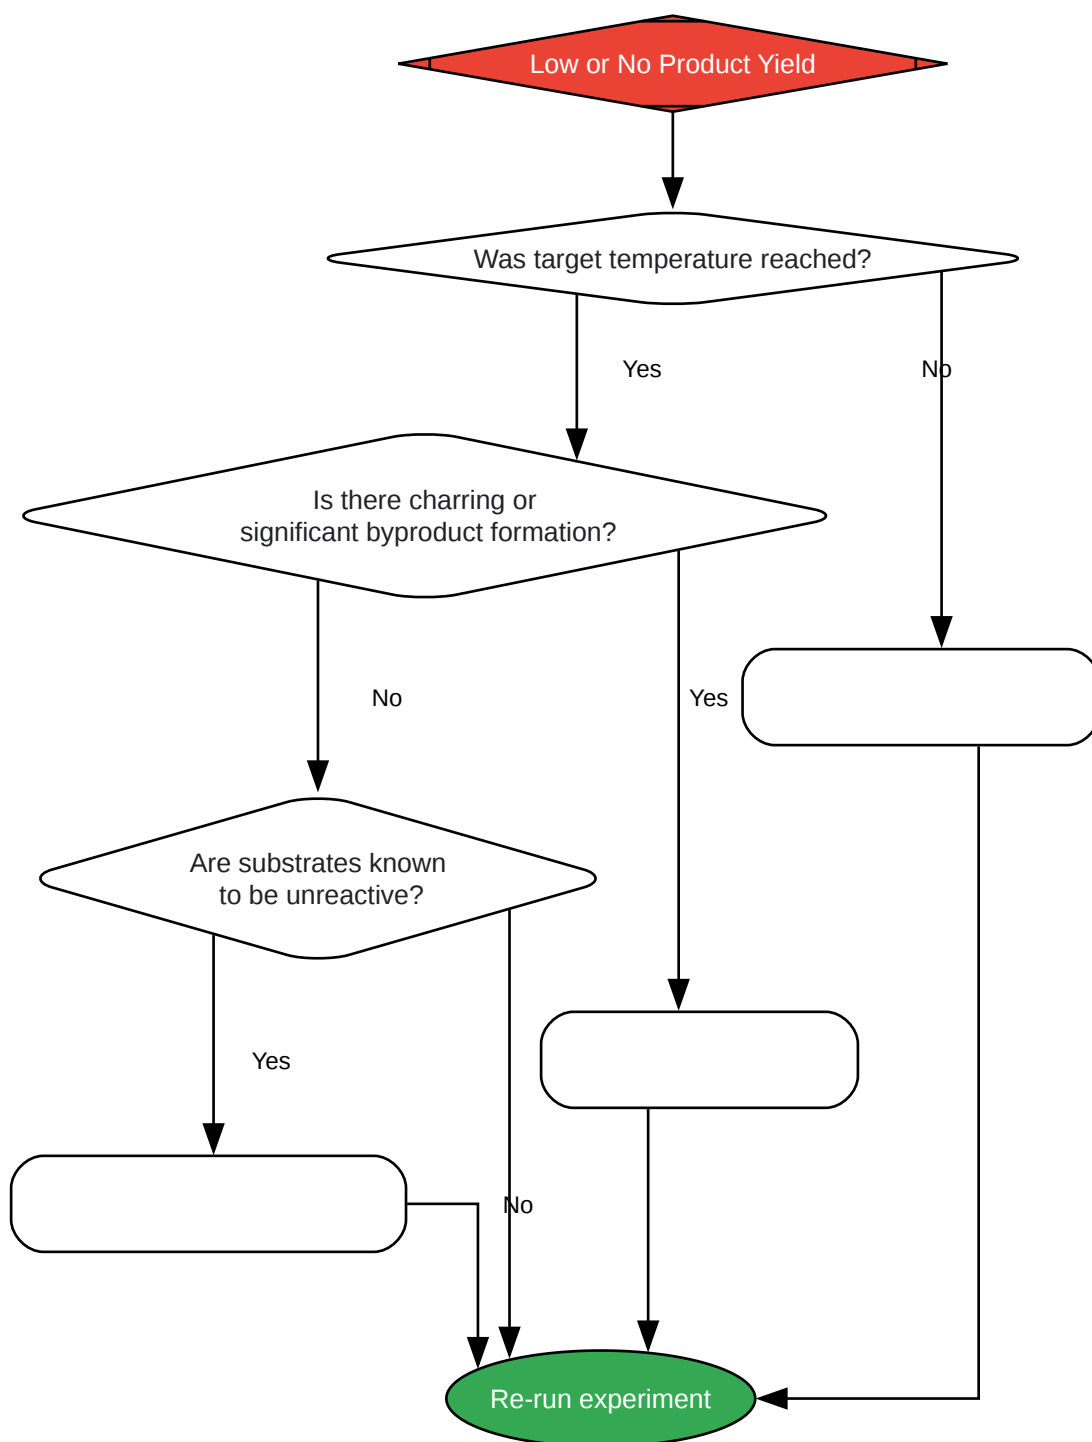 Low or No Product Yield
Was target temperature reached?
Yes
No
Is there charring or
significant byproduct formation?
No
Yes
Are substrates known
to be unreactive?
Yes
No
Re-run experiment